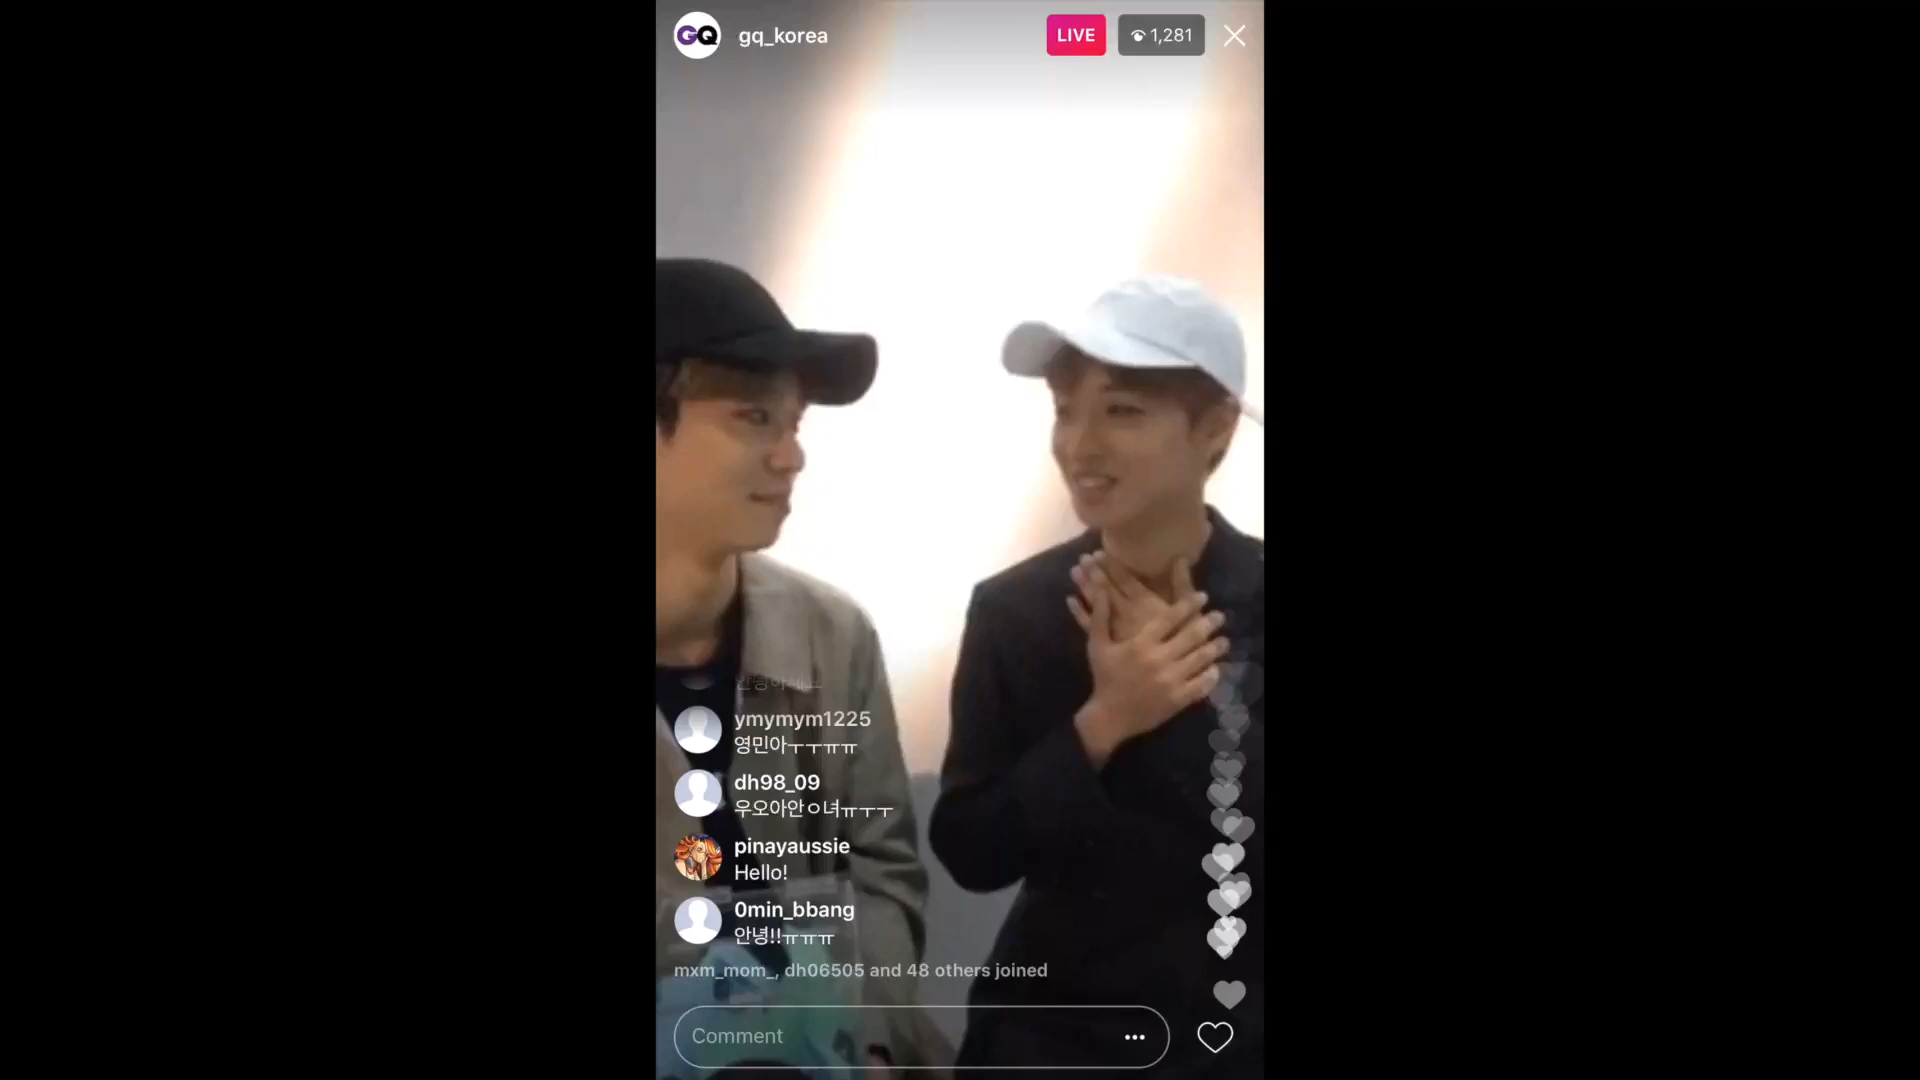 GQ gq_korea LIVE 1,281
ymymym1225
영민아ㅜㅜㅠㅠ
dh98_09
우오아안ㅇ녀ㅠㅜㅜ
pinayaussie
Hello!
0min_bbang
안녕!!ㅠㅠㅠ
mxm_mom_, dh06505 and 48 others joined
Comment